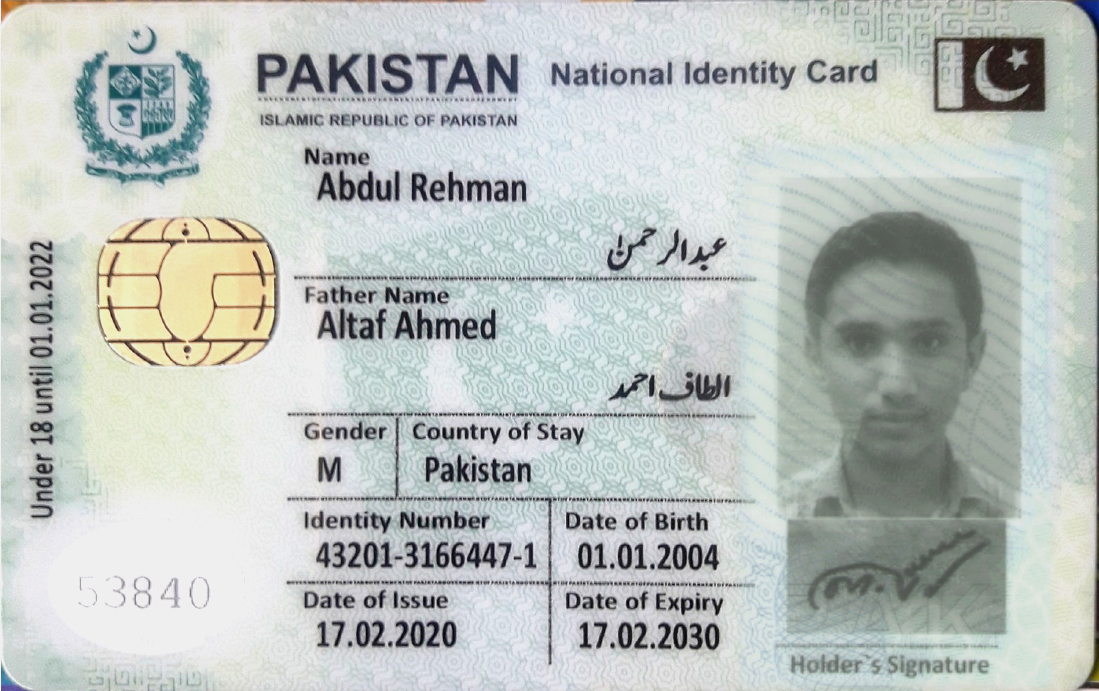 PAKISTAN National Identity Card
ISLAMIC REPUBLIC OF PAKISTAN
Name
Abdul Rehman
عبدالرحمٰن
Father Name
Altaf Ahmed
الطاف احمد
Gender Country of Stay
M Pakistan
Identity Number Date of Birth
43201-3166447-1 01.01.2004
Date of Issue Date of Expiry
17.02.2020 17.02.2030
Under 18 until 01.01.2022
53840
Holder`s Signature